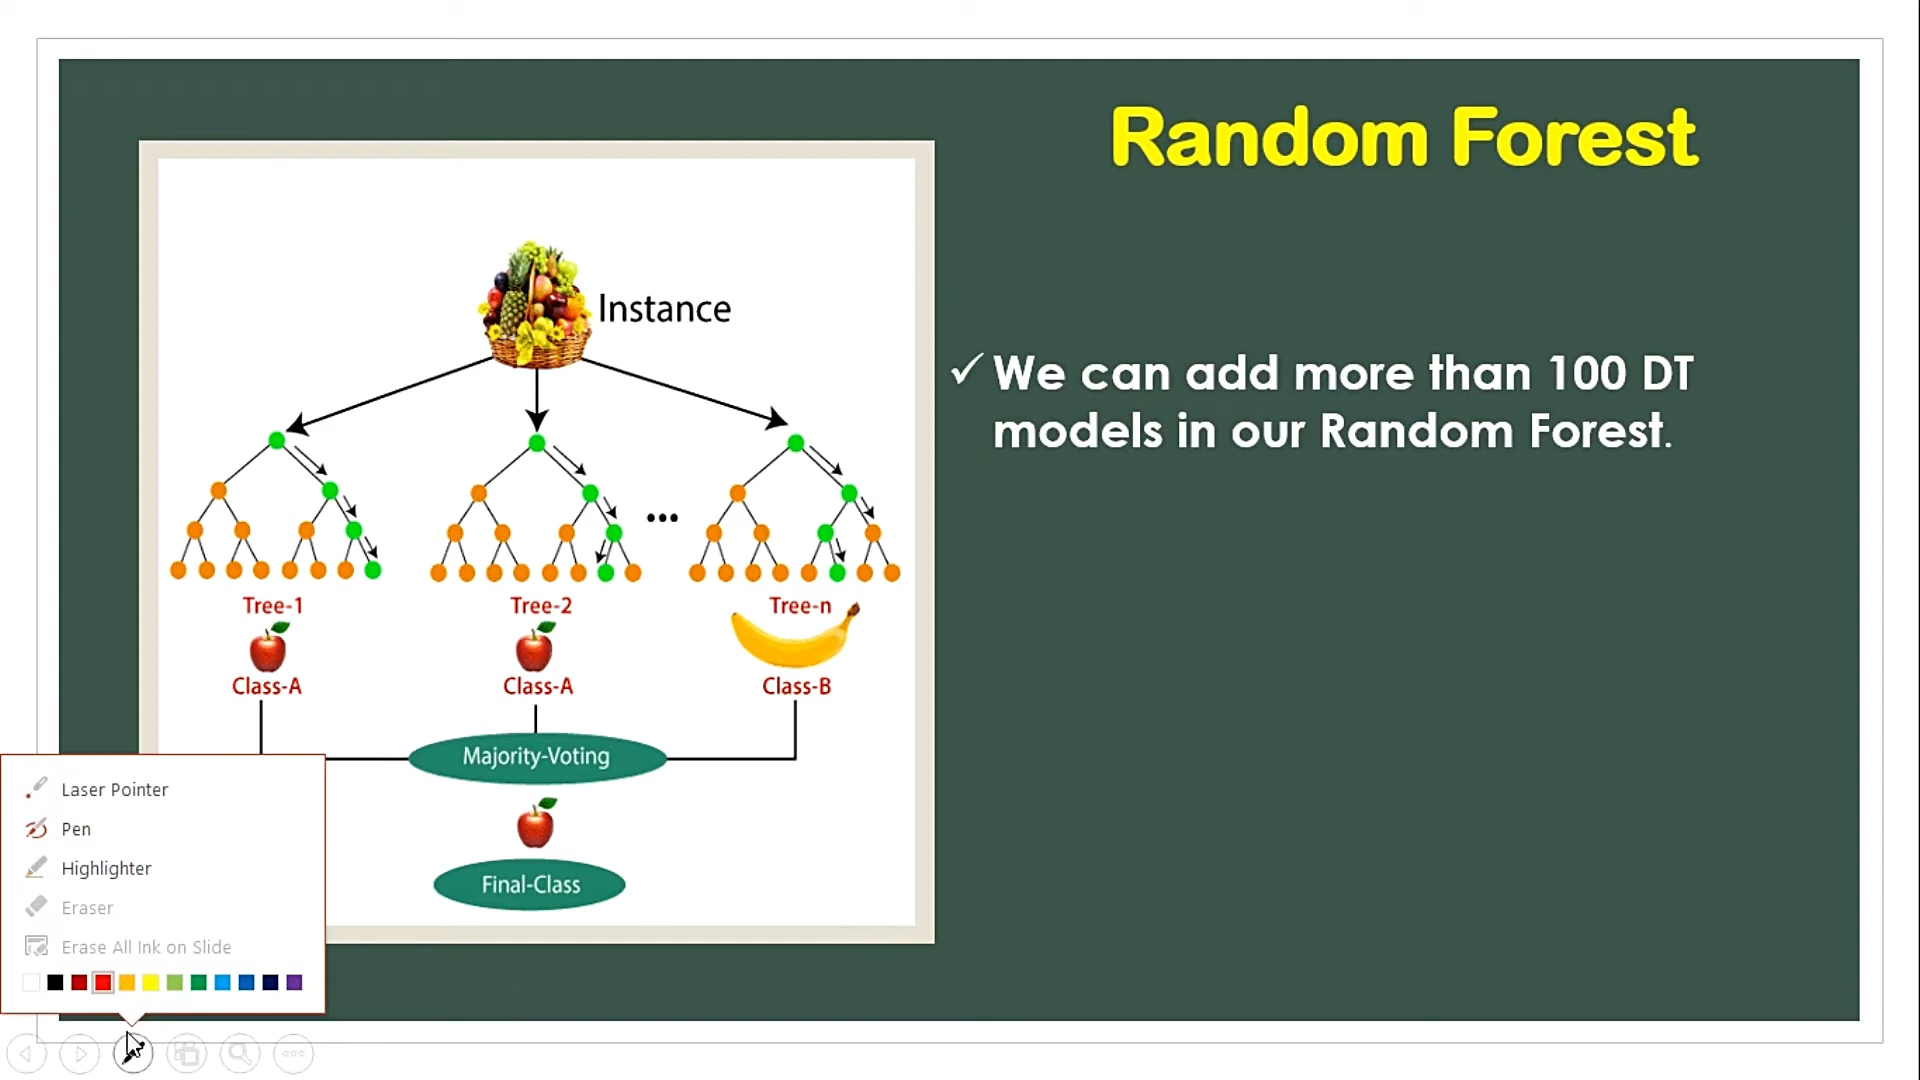 Random Forest
Instance
✓ We can add more than 100 DT
models in our Random Forest.
...
Tree-1
Tree-2
Tree-n
Class-A
Class-A
Class-B
Majority-Voting
Final-Class
Laser Pointer
Pen
Highlighter
Eraser
Erase All Ink on Slide